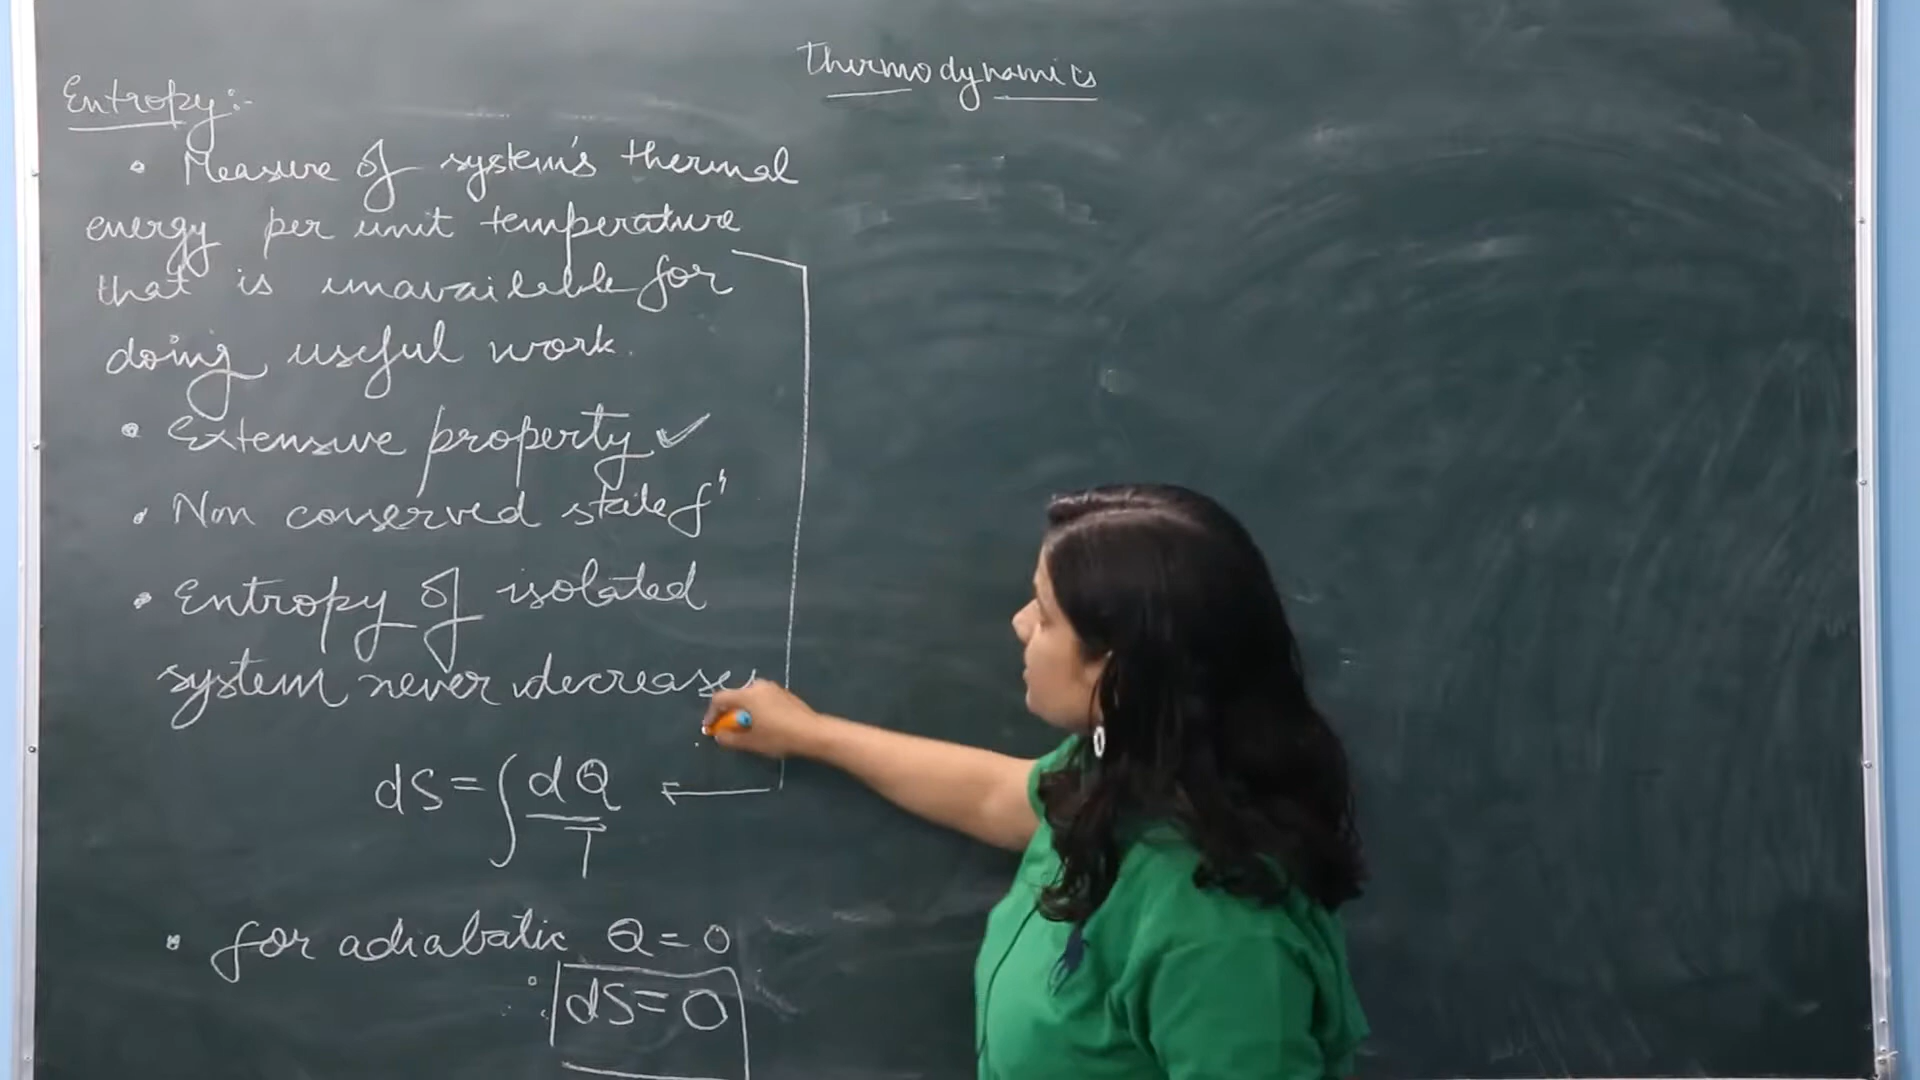 Thermodynamics
Entropy:-
• Measure of system's thermal
energy per unit temperature
that is unavailable for
doing useful work.
• Extensive property ✓
• Non conserved state fⁿ
• Entropy of isolated
system never decreases
dS = ∫ dQ/T
• for adiabatic Q = 0
∴ dS = 0